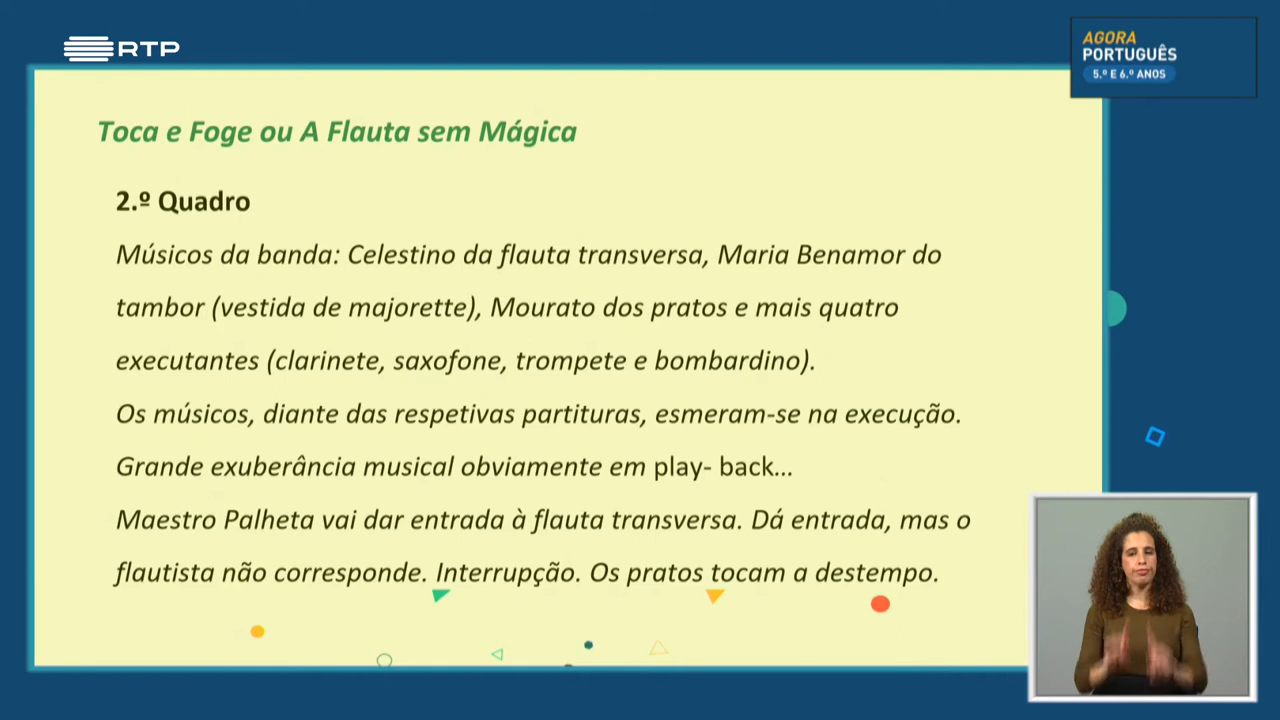 RTP
AGORA
PORTUGUÊS
5.º E 6.º ANOS
Toca e Foge ou A Flauta sem Mágica
2.º Quadro
Músicos da banda: Celestino da flauta transversa, Maria Benamor do
tambor (vestida de majorette), Mourato dos pratos e mais quatro
executantes (clarinete, saxofone, trompete e bombardino).
Os músicos, diante das respetivas partituras, esmeram-se na execução.
Grande exuberância musical obviamente em play- back...
Maestro Palheta vai dar entrada à flauta transversa. Dá entrada, mas o
flautista não corresponde. Interrupção. Os pratos tocam a destempo.